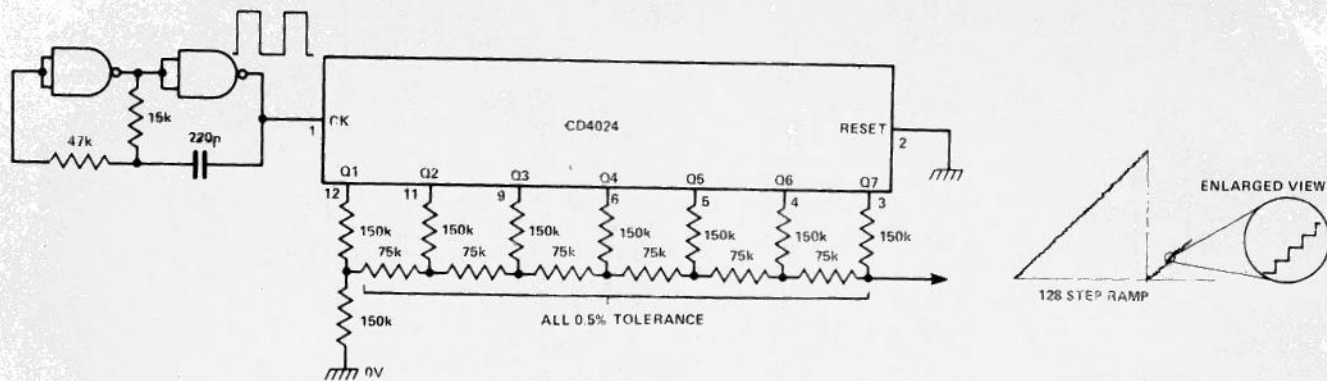 15k
47k
220p
CK
1
CD4024
RESET
2
Q1 Q2 Q3 Q4 Q5 Q6 Q7
12 11 9 6 5 4 3
150k 150k 150k 150k 150k 150k 150k
75k 75k 75k 75k 75k 75k
150k
0V
ALL 0.5% TOLERANCE
ENLARGED VIEW
128 STEP RAMP